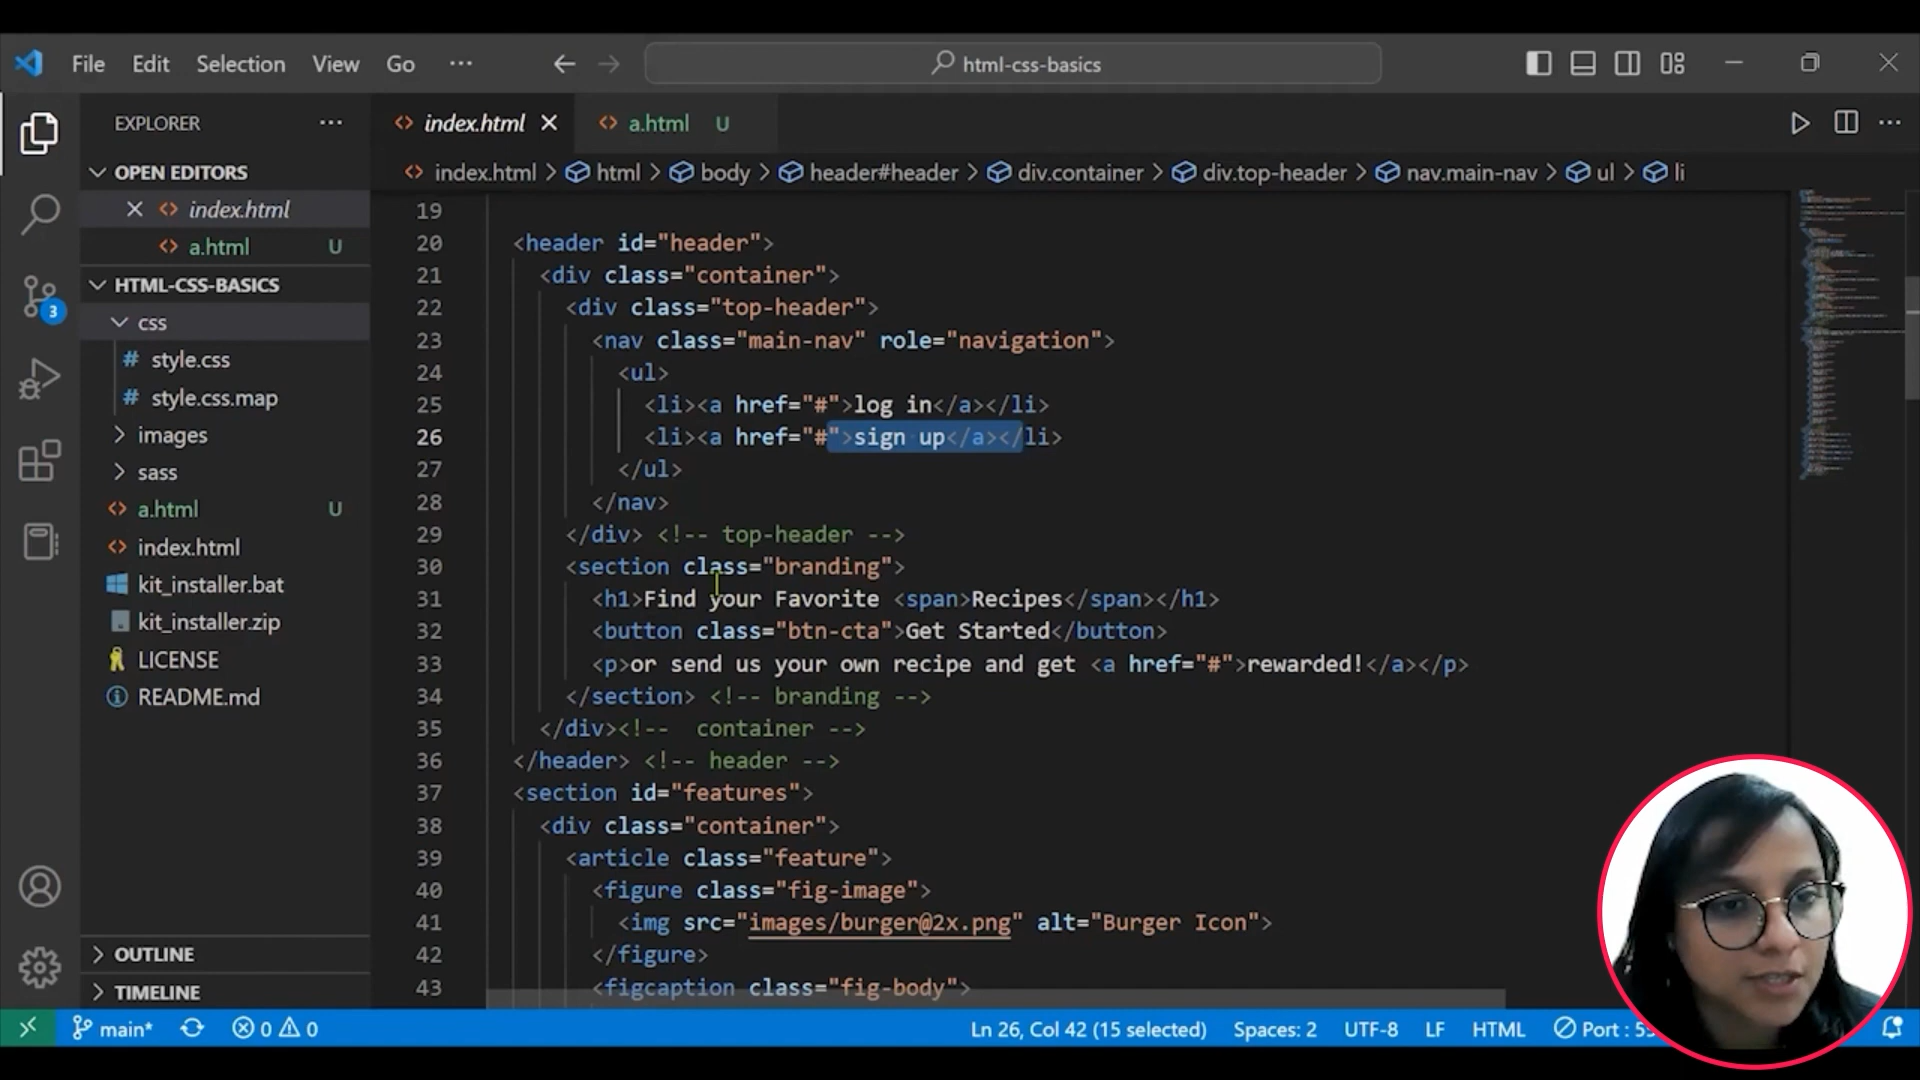 File Edit Selection View Go ··· html-css-basics
EXPLORER ···
OPEN EDITORS
index.html
a.html U
HTML-CSS-BASICS
css
style.css
style.css.map
images
sass
a.html U
index.html
kit_installer.bat
kit_installer.zip
LICENSE
README.md
OUTLINE
TIMELINE
3
index.html a.html U ···
index.html > html > body > header#header > div.container > div.top-header > nav.main-nav > ul > li
19
20 <header id="header">
21 <div class="container">
22 <div class="top-header">
23 <nav class="main-nav" role="navigation">
24 <ul>
25 <li><a href="#">log in</a></li>
26 <li><a href="#">sign up</a></li>
27 </ul>
28 </nav>
29 </div> <!-- top-header -->
30 <section class="branding">
31 <h1>Find your Favorite <span>Recipes</span></h1>
32 <button class="btn-cta">Get Started</button>
33 <p>or send us your own recipe and get <a href="#">rewarded!</a></p>
34 </section> <!-- branding -->
35 </div><!--  container -->
36 </header> <!-- header -->
37 <section id="features">
38 <div class="container">
39 <article class="feature">
40 <figure class="fig-image">
41 <img src="images/burger@2x.png" alt="Burger Icon">
42 </figure>
43 <figcaption class="fig-body">
main* 0 0 Ln 26, Col 42 (15 selected) Spaces: 2 UTF-8 LF HTML Port :